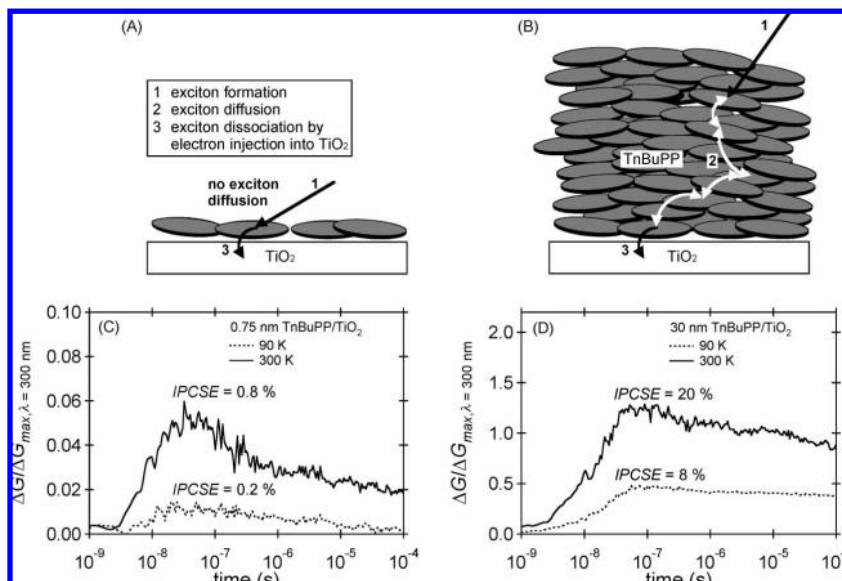 (A)
1 exciton formation
2 exciton diffusion
3 exciton dissociation by
electron injection into TiO₂
no exciton
diffusion
1
3
TiO₂
(B)
1
TnBuPP
2
3
TiO₂
(C)
0.75 nm TnBuPP/TiO₂
90 K
300 K
IPCSE = 0.8 %
IPCSE = 0.2 %
0.10
0.08
0.06
0.04
0.02
0.00
ΔG/ΔG max,λ = 300 nm
10⁻⁹ 10⁻⁸ 10⁻⁷ 10⁻⁶ 10⁻⁵ 10⁻⁴
time (s)
(D)
30 nm TnBuPP/TiO₂
90 K
300 K
IPCSE = 20 %
IPCSE = 8 %
2.0
1.5
1.0
0.5
0.0
ΔG/ΔG max,λ = 300 nm
10⁻⁹ 10⁻⁸ 10⁻⁷ 10⁻⁶ 10⁻⁵
time (s)